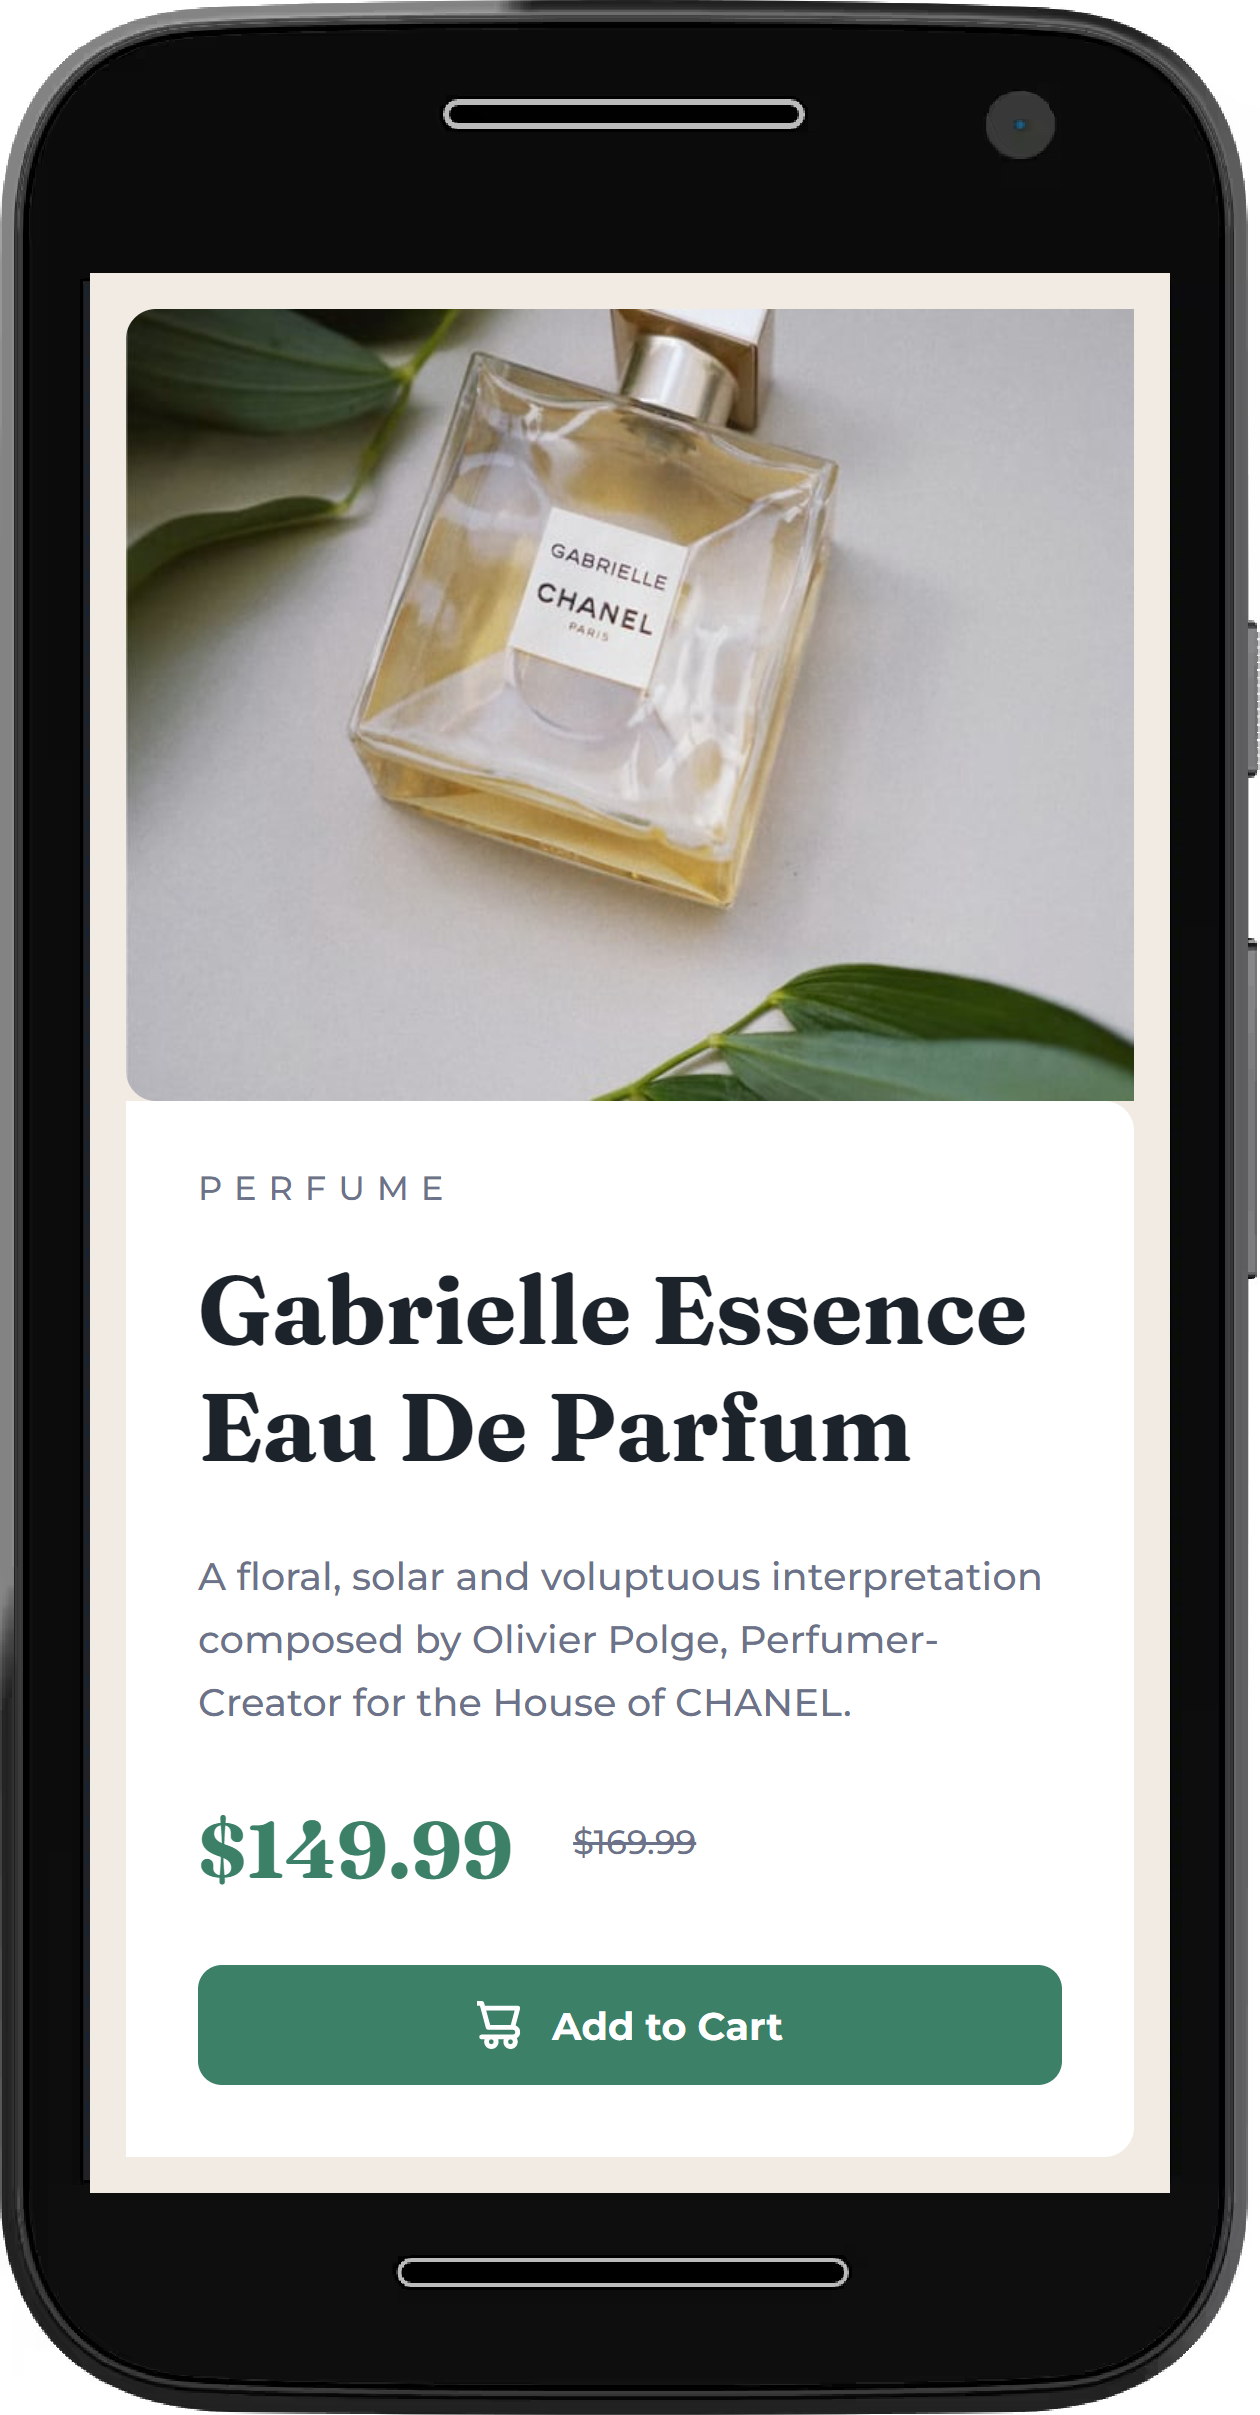 GABRIELLE
CHANEL
PARIS
PERFUME
Gabrielle Essence
Eau De Parfum
A floral, solar and voluptuous interpretation
composed by Olivier Polge, Perfumer-
Creator for the House of CHANEL.
$149.99 $169.99
Add to Cart